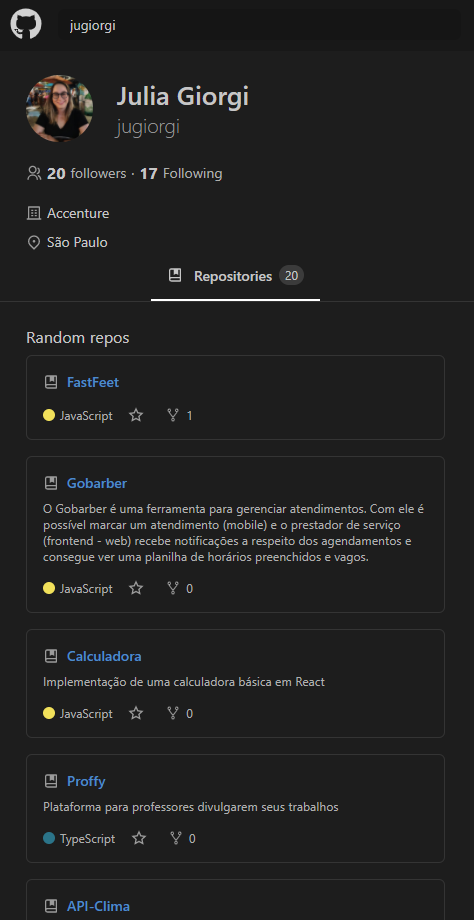 jugiorgi
Julia Giorgi
jugiorgi
20 followers · 17 Following
Accenture
São Paulo
Repositories 20
Random repos
FastFeet
JavaScript 1
Gobarber
O Gobarber é uma ferramenta para gerenciar atendimentos. Com ele é
possível marcar um atendimento (mobile) e o prestador de serviço
(frontend - web) recebe notificações a respeito dos agendamentos e
consegue ver uma planilha de horários preenchidos e vagos.
JavaScript 0
Calculadora
Implementação de uma calculadora básica em React
JavaScript 0
Proffy
Plataforma para professores divulgarem seus trabalhos
TypeScript 0
API-Clima